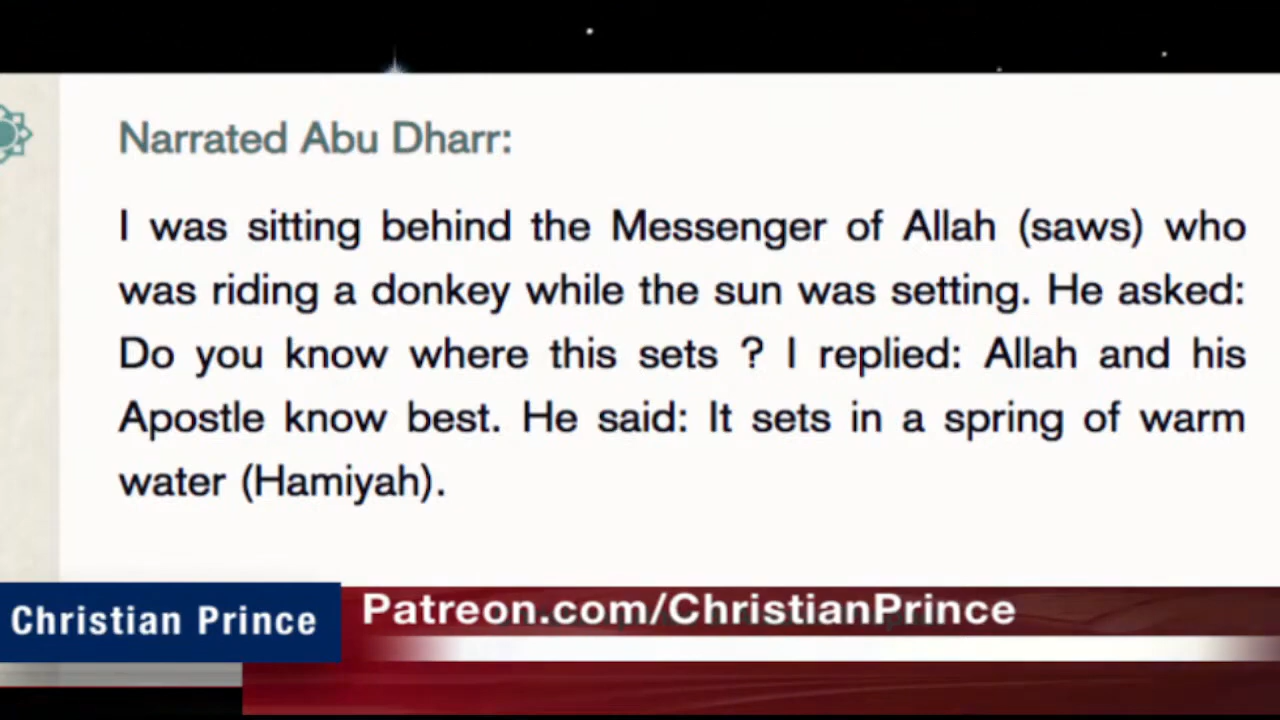 Narrated Abu Dharr:
I was sitting behind the Messenger of Allah (saws) who
was riding a donkey while the sun was setting. He asked:
Do you know where this sets ? I replied: Allah and his
Apostle know best. He said: It sets in a spring of warm
water (Hamiyah).
Christian Prince
Patreon.com/ChristianPrince